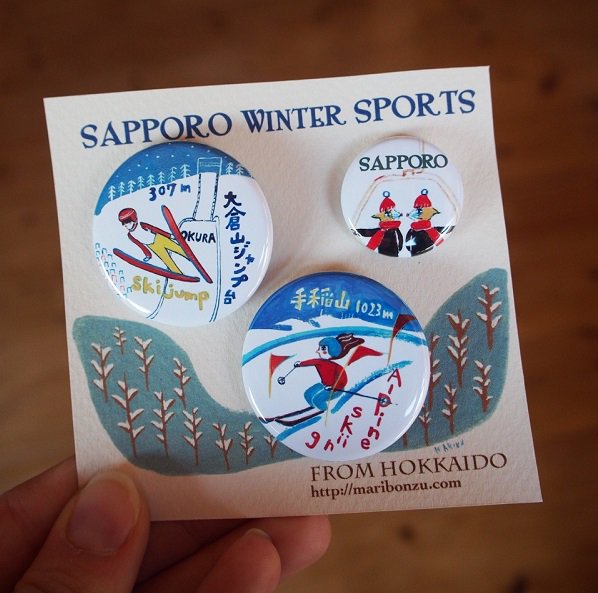 SAPPORO WINTER SPORTS
307m
大倉山ジャンプ台
OKURA
Ski jump
SAPPORO
手稲山 1023m
Alpine
skiing
MARIKO
FROM HOKKAIDO
http://maribonzu.com